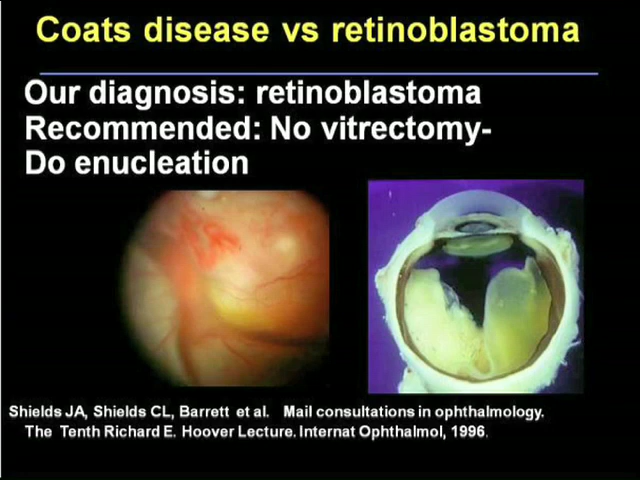 Coats disease vs retinoblastoma
Our diagnosis: retinoblastoma
Recommended: No vitrectomy-
Do enucleation
Shields JA, Shields CL, Barrett et al. Mail consultations in ophthalmology.
The Tenth Richard E. Hoover Lecture. Internat Ophthalmol, 1996.